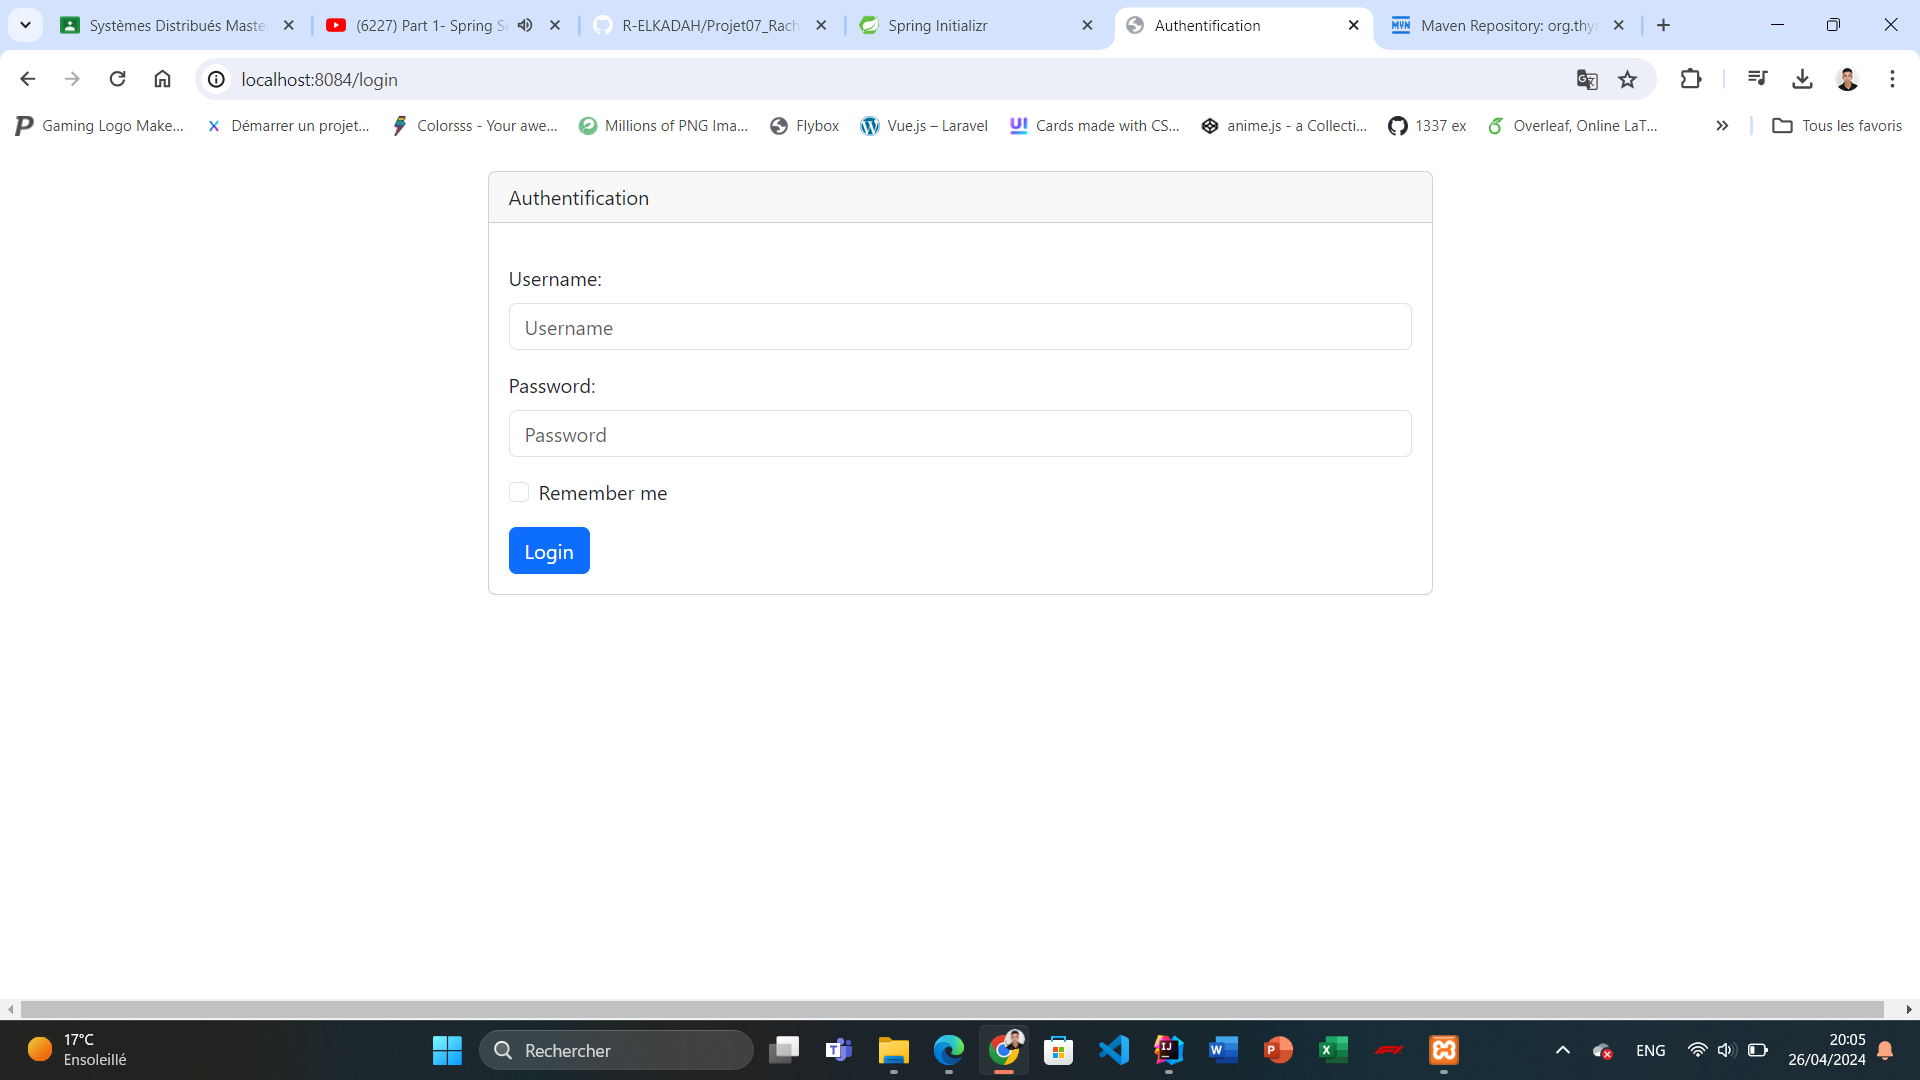 Systèmes Distribués Maste
(6227) Part 1- Spring Se
R-ELKADAH/Projet07_Rach
Spring Initializr
Authentification
Maven Repository: org.thy
localhost:8084/login
Gaming Logo Make...
Démarrer un projet...
Colorsss - Your awe...
Millions of PNG Ima...
Flybox
Vue.js – Laravel
Cards made with CS...
anime.js - a Collecti...
1337 ex
Overleaf, Online LaT...
Tous les favoris
Authentification
Username:
Username
Password:
Password
Remember me
Login
17°C
Ensoleillé
Rechercher
ENG
20:05
26/04/2024